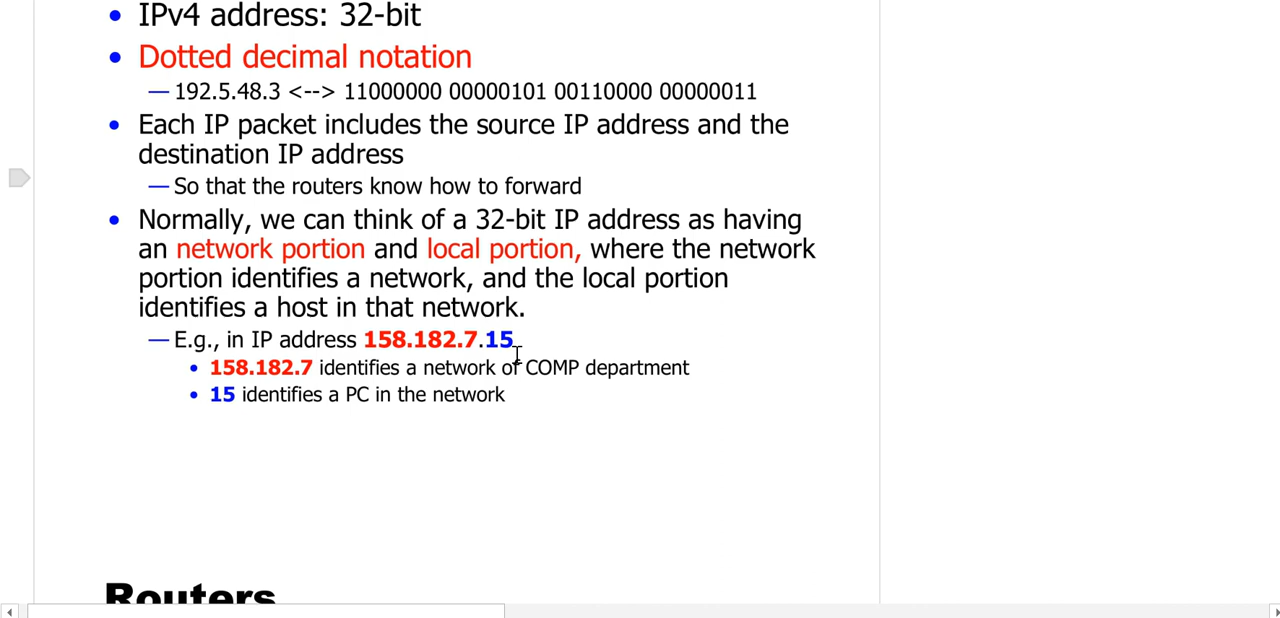 • IPv4 address: 32-bit
• Dotted decimal notation
— 192.5.48.3 <--> 11000000 00000101 00110000 00000011
• Each IP packet includes the source IP address and the
destination IP address
— So that the routers know how to forward
• Normally, we can think of a 32-bit IP address as having
an network portion and local portion, where the network
portion identifies a network, and the local portion
identifies a host in that network.
— E.g., in IP address 158.182.7.15
• 158.182.7 identifies a network of COMP department
• 15 identifies a PC in the network
Routers